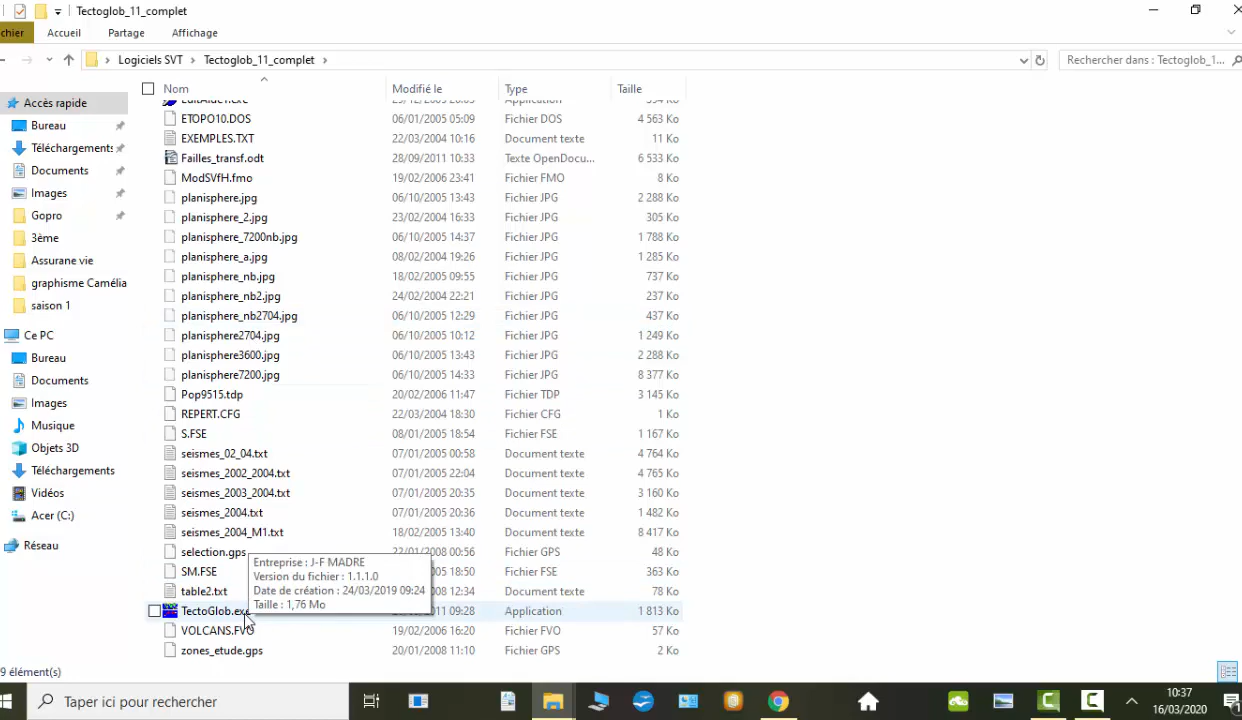 Tectoglob_11_complet
chier Accueil Partage Affichage
Logiciels SVT Tectoglob_11_complet Rechercher dans : Tectoglob_1...
Nom Modifié le Type Taille
Accès rapide
Bureau
Téléchargements
Documents
Images
Gopro
3ème
Assurane vie
graphisme Camélia
saison 1
Ce PC
Bureau
Documents
Images
Musique
Objets 3D
Téléchargements
Vidéos
Acer (C:)
Réseau
ETOPO10.DOS 06/01/2005 05:09 Fichier DOS 4 563 Ko
EXEMPLES.TXT 22/03/2004 10:16 Document texte 11 Ko
Failles_transf.odt 28/09/2011 10:33 Texte OpenDocu... 6 533 Ko
ModSVfH.fmo 19/02/2006 23:41 Fichier FMO 8 Ko
planisphere.jpg 06/10/2005 13:43 Fichier JPG 2 288 Ko
planisphere_2.jpg 23/02/2004 16:33 Fichier JPG 305 Ko
planisphere_7200nb.jpg 06/10/2005 14:37 Fichier JPG 1 788 Ko
planisphere_a.jpg 08/02/2004 19:26 Fichier JPG 1 285 Ko
planisphere_nb.jpg 18/02/2005 09:55 Fichier JPG 737 Ko
planisphere_nb2.jpg 24/02/2004 22:21 Fichier JPG 237 Ko
planisphere_nb2704.jpg 06/10/2005 12:29 Fichier JPG 437 Ko
planisphere2704.jpg 06/10/2005 10:12 Fichier JPG 1 249 Ko
planisphere3600.jpg 06/10/2005 13:43 Fichier JPG 2 288 Ko
planisphere7200.jpg 06/10/2005 14:33 Fichier JPG 8 377 Ko
Pop9515.tdp 20/02/2006 11:47 Fichier TDP 3 145 Ko
REPERT.CFG 22/03/2004 18:30 Fichier CFG 1 Ko
S.FSE 08/01/2005 18:54 Fichier FSE 1 167 Ko
seismes_02_04.txt 07/01/2005 00:58 Document texte 4 764 Ko
seismes_2002_2004.txt 07/01/2005 22:04 Document texte 4 765 Ko
seismes_2003_2004.txt 07/01/2005 20:35 Document texte 3 160 Ko
seismes_2004.txt 07/01/2005 20:36 Document texte 1 482 Ko
seismes_2004_M1.txt 18/02/2005 13:40 Document texte 8 417 Ko
selection.gps 22/01/2008 00:56 Fichier GPS 48 Ko
SM.FSE 05 18:50 Fichier FSE 363 Ko
table2.txt 08 12:34 Document texte 78 Ko
TectoGlob.exe 011 09:28 Application 1 813 Ko
VOLCANS.FVO 19/02/2006 16:20 Fichier FVO 57 Ko
zones_etude.gps 20/01/2008 11:10 Fichier GPS 2 Ko
Entreprise : J-F MADRE
Version du fichier : 1.1.1.0
Date de création : 24/03/2019 09:24
Taille : 1,76 Mo
9 élément(s)
Taper ici pour rechercher
10:37
16/03/2020